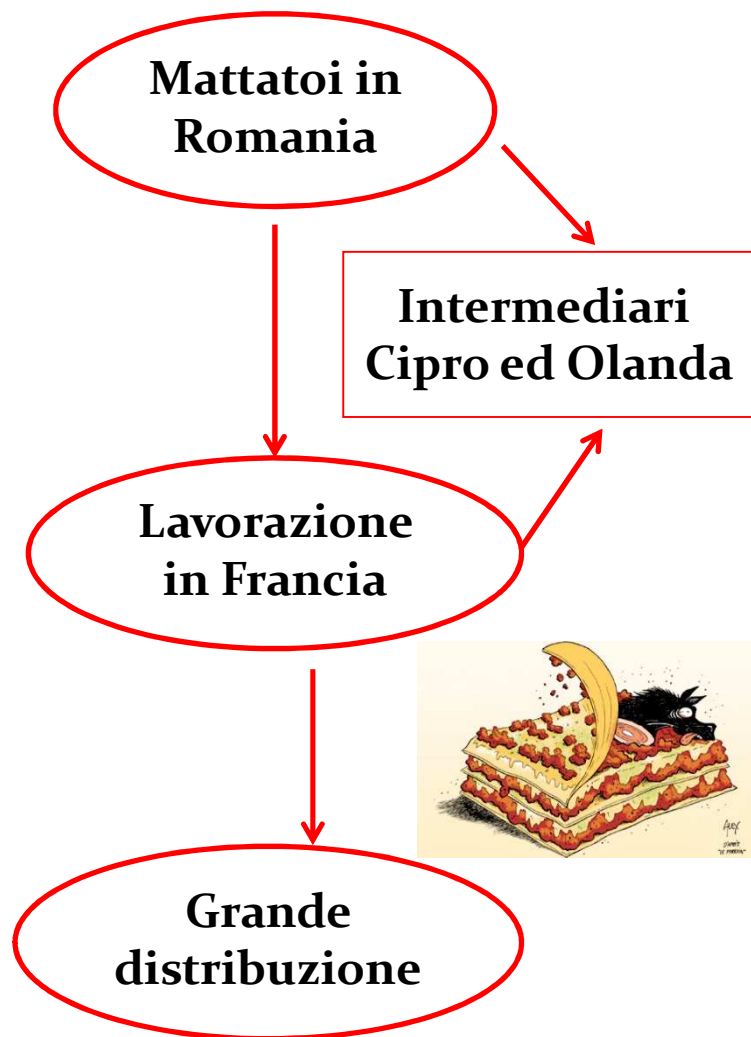 Mattatoi in
Romania
Intermediari
Cipro ed Olanda
Lavorazione
in Francia
Grande
distribuzione